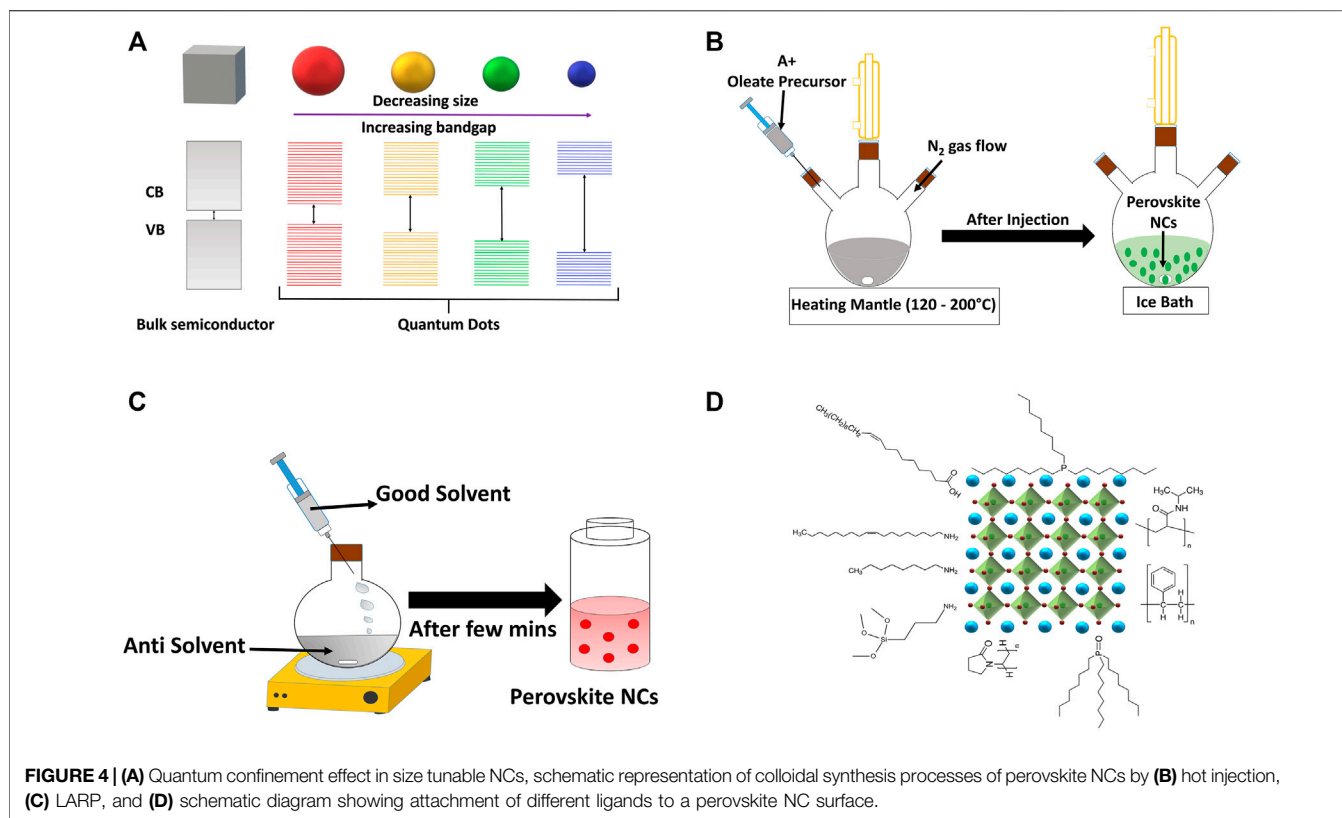 A
Decreasing size
Increasing bandgap
CB
VB
Bulk semiconductor
Quantum Dots
B
A+
Oleate Precursor
N₂ gas flow
After Injection
Perovskite
NCs
Heating Mantle (120 - 200°C)
Ice Bath
C
Good Solvent
Anti Solvent
After few mins
Perovskite NCs
D
CH₃(CH₂)₆CH₂
O
OH
P
H₃C
CH₃
O
NH
n
H₃C
NH₂
CH₃
NH₂
NH₂
O
O
Si
O
O
N
H
H
n
H
C
C
H
H
n
O
P
FIGURE 4 | (A) Quantum confinement effect in size tunable NCs, schematic representation of colloidal synthesis processes of perovskite NCs by (B) hot injection,
(C) LARP, and (D) schematic diagram showing attachment of different ligands to a perovskite NC surface.